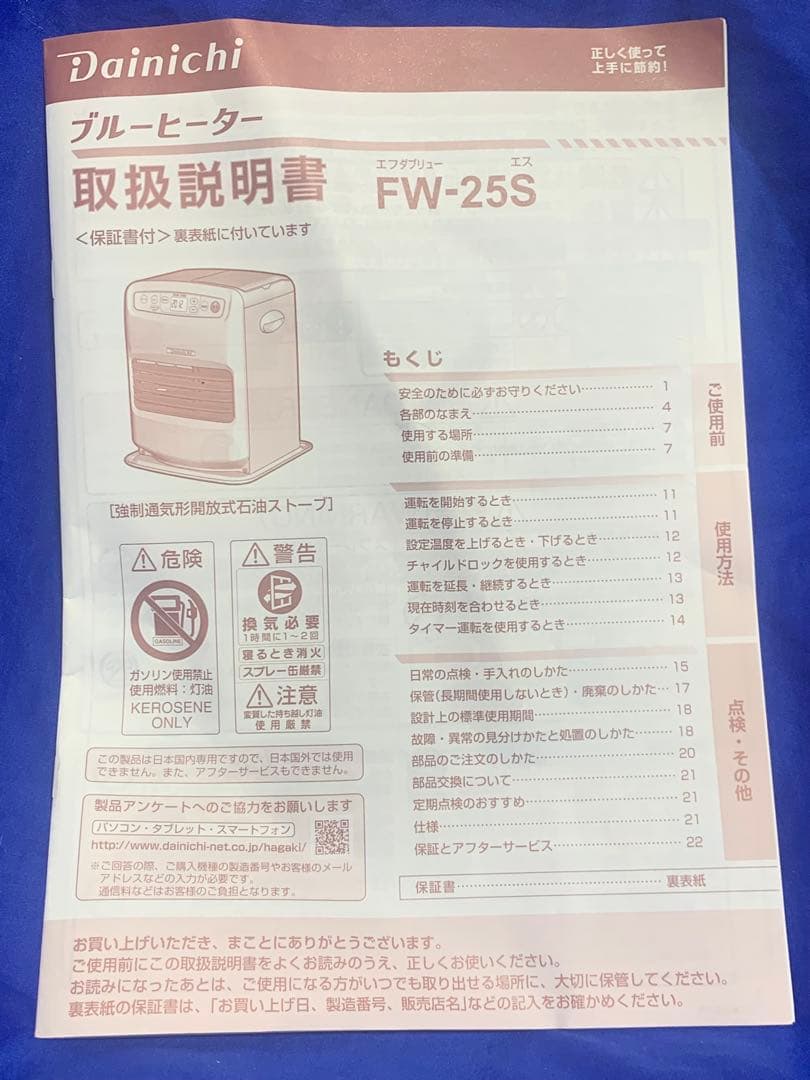 Dainichi
正しく使って
上手に節約!
ブルーヒーター
取扱説明書
エフダブリュー エス
FW-25S
<保証書付>裏表紙に付いています
[強制通気形開放式石油ストーブ]
危険
GASOLINE
ガソリン使用禁止
使用燃料:灯油
KEROSENE
ONLY
警告
換気必要
1時間に1~2回
寝るとき消火
スプレー缶厳禁
注意
変質した持ち越し灯油
使用厳禁
この製品は日本国内専用ですので、日本国外では使用
できません。また、アフターサービスもできません。
製品アンケートへのご協力をお願いします
パソコン・タブレット・スマートフォン
http://www.dainichi-net.co.jp/hagaki/
※ご回答の際、ご購入機種の製造番号やお客様のメール
アドレスなどの入力が必要です。
通信料などはお客様のご負担となります。
もくじ
安全のために必ずお守りください 1
各部のなまえ 4
使用する場所 7
使用前の準備 7
ご使用前
運転を開始するとき 11
運転を停止するとき 11
設定温度を上げるとき・下げるとき 12
チャイルドロックを使用するとき 12
運転を延長・継続するとき 13
現在時刻を合わせるとき 13
タイマー運転を使用するとき 14
使用方法
日常の点検・手入れのしかた 15
保管(長期間使用しないとき)・廃棄のしかた 17
設計上の標準使用期間 18
故障・異常の見分けかたと処置のしかた 18
部品のご注文のしかた 20
部品交換について 21
定期点検のおすすめ 21
仕様 21
保証とアフターサービス 22
点検・その他
保証書 裏表紙
お買い上げいただき、まことにありがとうございます。
ご使用前にこの取扱説明書をよくお読みのうえ、正しくお使いください。
お読みになったあとは、ご使用になる方がいつでも取り出せる場所に、大切に保管してください。
裏表紙の保証書は、「お買い上げ日、製造番号、販売店名」などの記入をお確かめください。